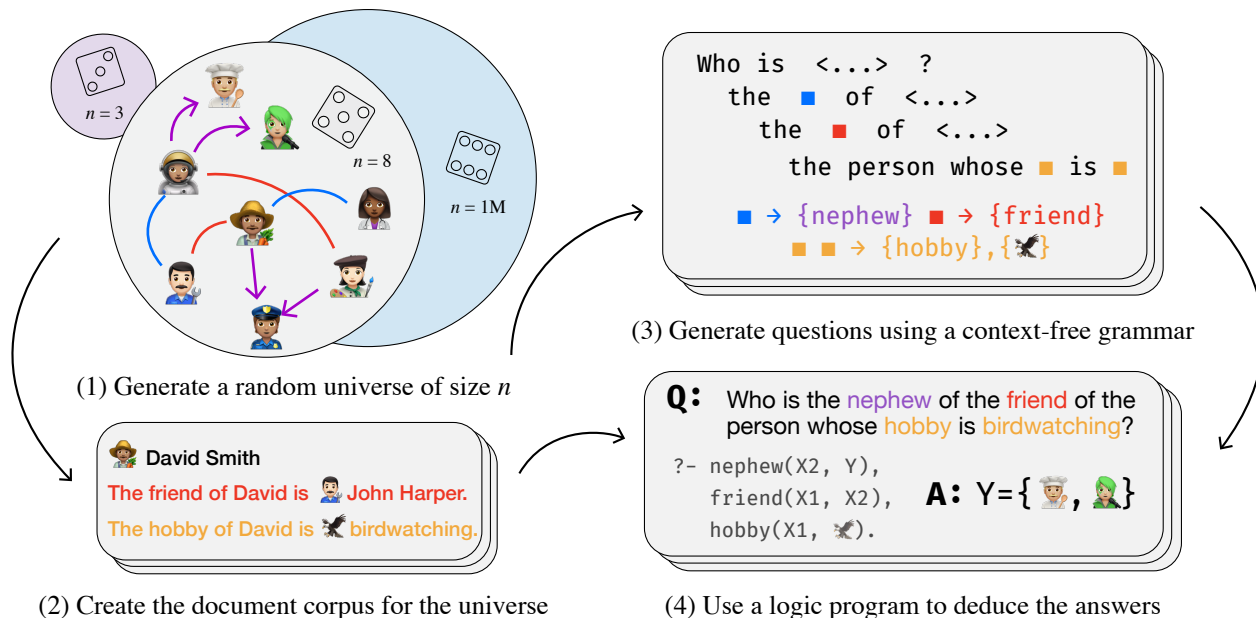 n = 3
n = 8
n = 1M
(1) Generate a random universe of size n
David Smith
The friend of David is John Harper.
The hobby of David is birdwatching.
(2) Create the document corpus for the universe
Who is <...> ?
the ■ of <...>
the ■ of <...>
the person whose ■ is ■
■ → {nephew} ■ → {friend}
■ ■ → {hobby},{🦅}
(3) Generate questions using a context-free grammar
Q: Who is the nephew of the friend of the
person whose hobby is birdwatching?
?- nephew(X2, Y),
friend(X1, X2),
hobby(X1, 🦅).
A: Y={👨🏼‍🍳, 🧑🏻‍🎤}
(4) Use a logic program to deduce the answers